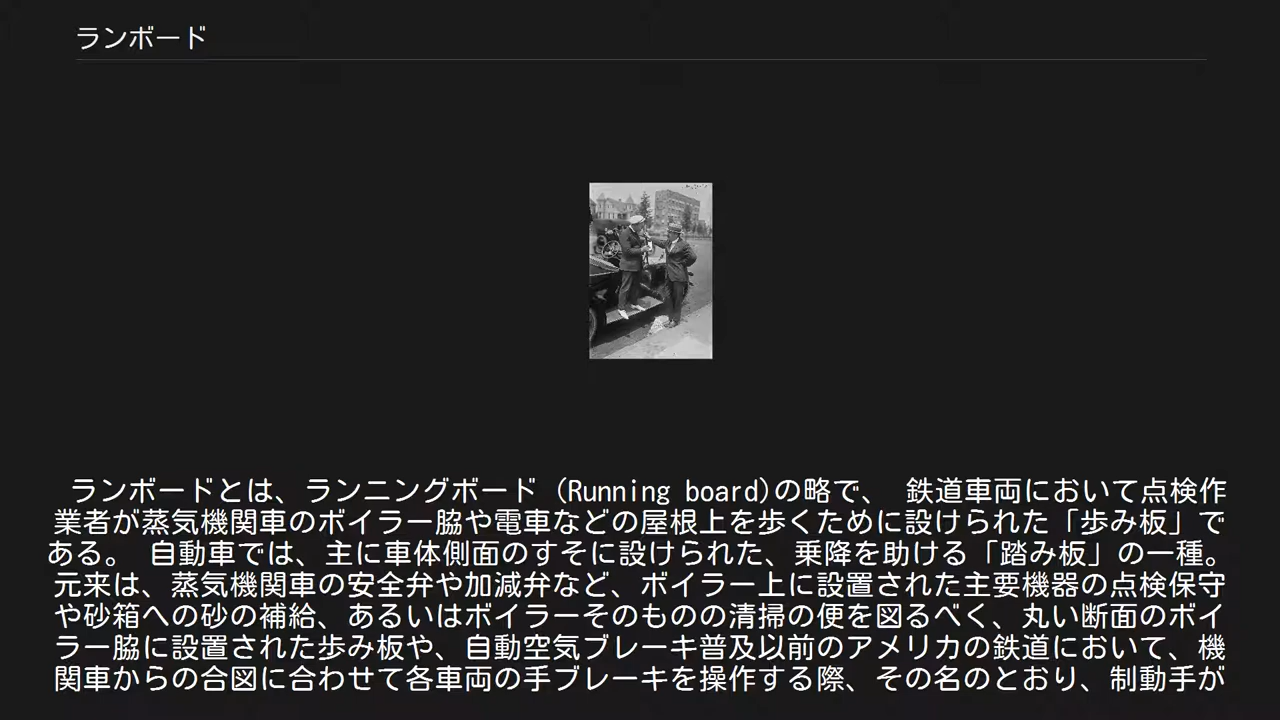 ランボード
ランボードとは、ランニングボード (Running board)の略で、 鉄道車両において点検作
業者が蒸気機関車のボイラー脇や電車などの屋根上を歩くために設けられた「歩み板」で
ある。 自動車では、主に車体側面のすそに設けられた、乗降を助ける「踏み板」の一種。
元来は、蒸気機関車の安全弁や加減弁など、ボイラー上に設置された主要機器の点検保守
や砂箱への砂の補給、あるいはボイラーそのものの清掃の便を図るべく、丸い断面のボイ
ラー脇に設置された歩み板や、自動空気ブレーキ普及以前のアメリカの鉄道において、機
関車からの合図に合わせて各車両の手ブレーキを操作する際、その名のとおり、制動手が